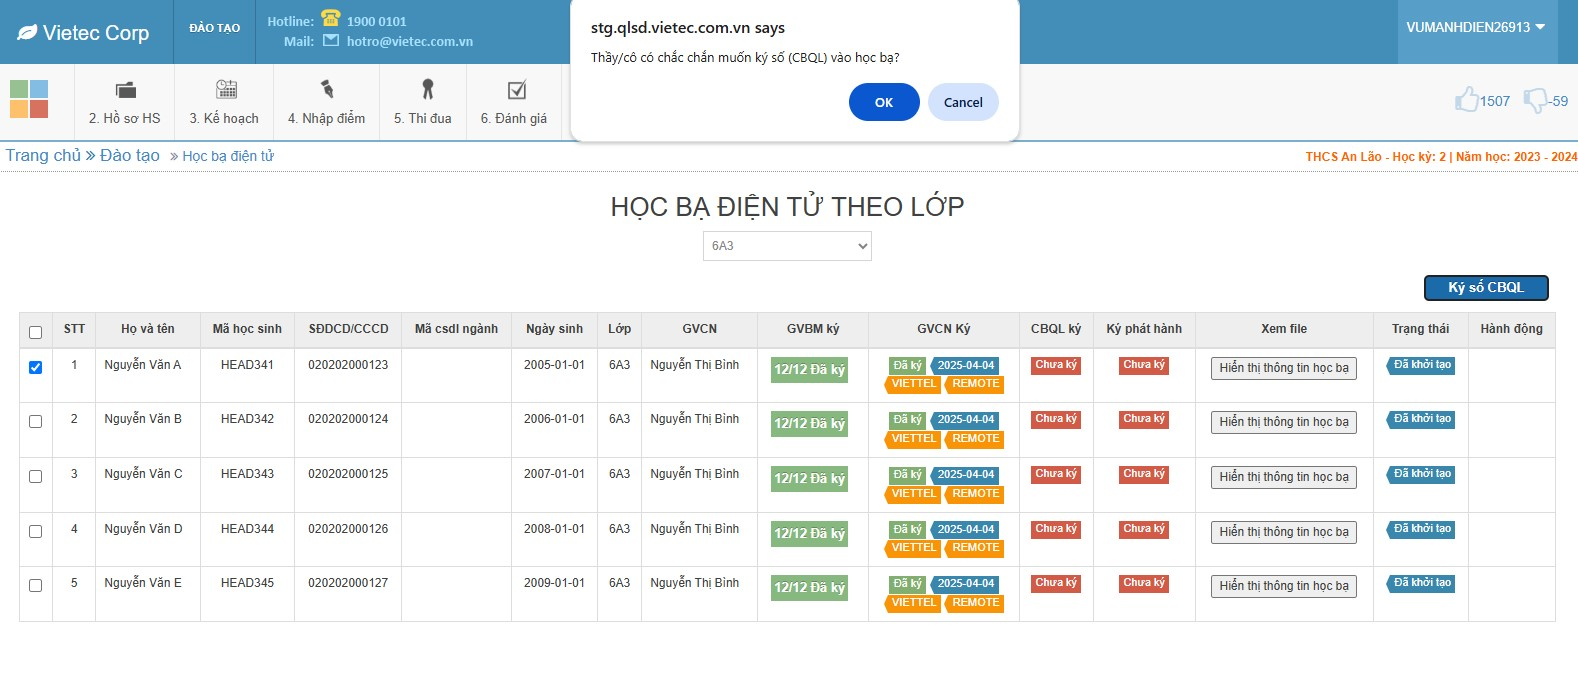 Vietec Corp
ĐÀO TẠO
Hotline: 1900 0101
Mail: hotro@vietec.com.vn
stg.qlsd.vietec.com.vn says
Thầy/cô có chắc chắn muốn ký số (CBQL) vào học bạ?
OK Cancel
VUMANHDIEN26913
2. Hồ sơ HS 3. Kế hoạch 4. Nhập điểm 5. Thi đua 6. Đánh giá
1507 -59
Trang chủ » Đào tạo » Học bạ điện tử
THCS An Lão - Học kỳ: 2 | Năm học: 2023 - 2024
HỌC BẠ ĐIỆN TỬ THEO LỚP
6A3
Ký số CBQL
STT Họ và tên Mã học sinh SĐDCD/CCCD Mã csdl ngành Ngày sinh Lớp GVCN GVBM ký GVCN Ký CBQL ký Ký phát hành Xem file Trạng thái Hành động
1 Nguyễn Văn A HEAD341 020202000123 2005-01-01 6A3 Nguyễn Thị Bình 12/12 Đã ký Đã ký 2025-04-04 Chưa ký Chưa ký Hiển thị thông tin học bạ Đã khởi tạo
VIETTEL REMOTE
2 Nguyễn Văn B HEAD342 020202000124 2006-01-01 6A3 Nguyễn Thị Bình 12/12 Đã ký Đã ký 2025-04-04 Chưa ký Chưa ký Hiển thị thông tin học bạ Đã khởi tạo
VIETTEL REMOTE
3 Nguyễn Văn C HEAD343 020202000125 2007-01-01 6A3 Nguyễn Thị Bình 12/12 Đã ký Đã ký 2025-04-04 Chưa ký Chưa ký Hiển thị thông tin học bạ Đã khởi tạo
VIETTEL REMOTE
4 Nguyễn Văn D HEAD344 020202000126 2008-01-01 6A3 Nguyễn Thị Bình 12/12 Đã ký Đã ký 2025-04-04 Chưa ký Chưa ký Hiển thị thông tin học bạ Đã khởi tạo
VIETTEL REMOTE
5 Nguyễn Văn E HEAD345 020202000127 2009-01-01 6A3 Nguyễn Thị Bình 12/12 Đã ký Đã ký 2025-04-04 Chưa ký Chưa ký Hiển thị thông tin học bạ Đã khởi tạo
VIETTEL REMOTE